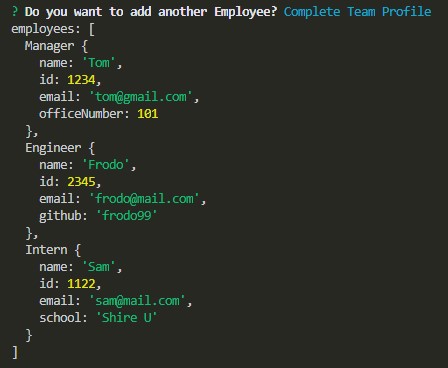 ? Do you want to add another Employee? Complete Team Profile
employees: [
  Manager {
    name: 'Tom',
    id: 1234,
    email: 'tom@gmail.com',
    officeNumber: 101
  },
  Engineer {
    name: 'Frodo',
    id: 2345,
    email: 'frodo@mail.com',
    github: 'frodo99'
  },
  Intern {
    name: 'Sam',
    id: 1122,
    email: 'sam@mail.com',
    school: 'Shire U'
  }
]